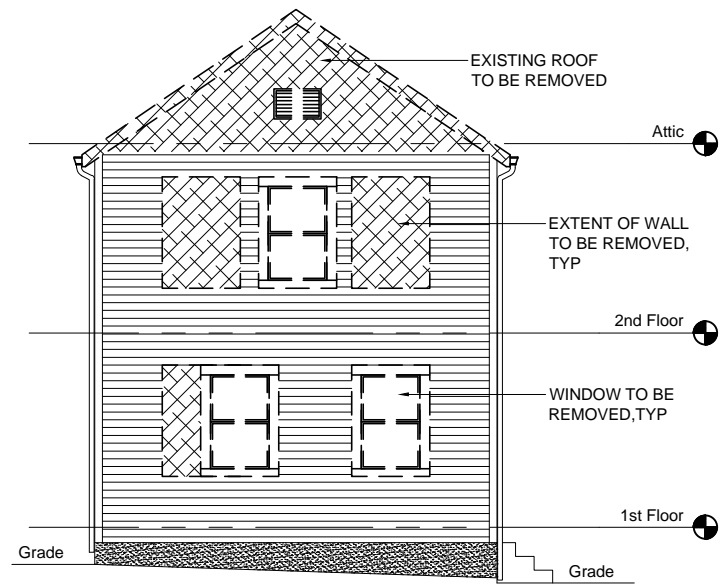 EXISTING ROOF
TO BE REMOVED
Attic
EXTENT OF WALL
TO BE REMOVED,
TYP
2nd Floor
WINDOW TO BE
REMOVED,TYP
1st Floor
Grade
Grade